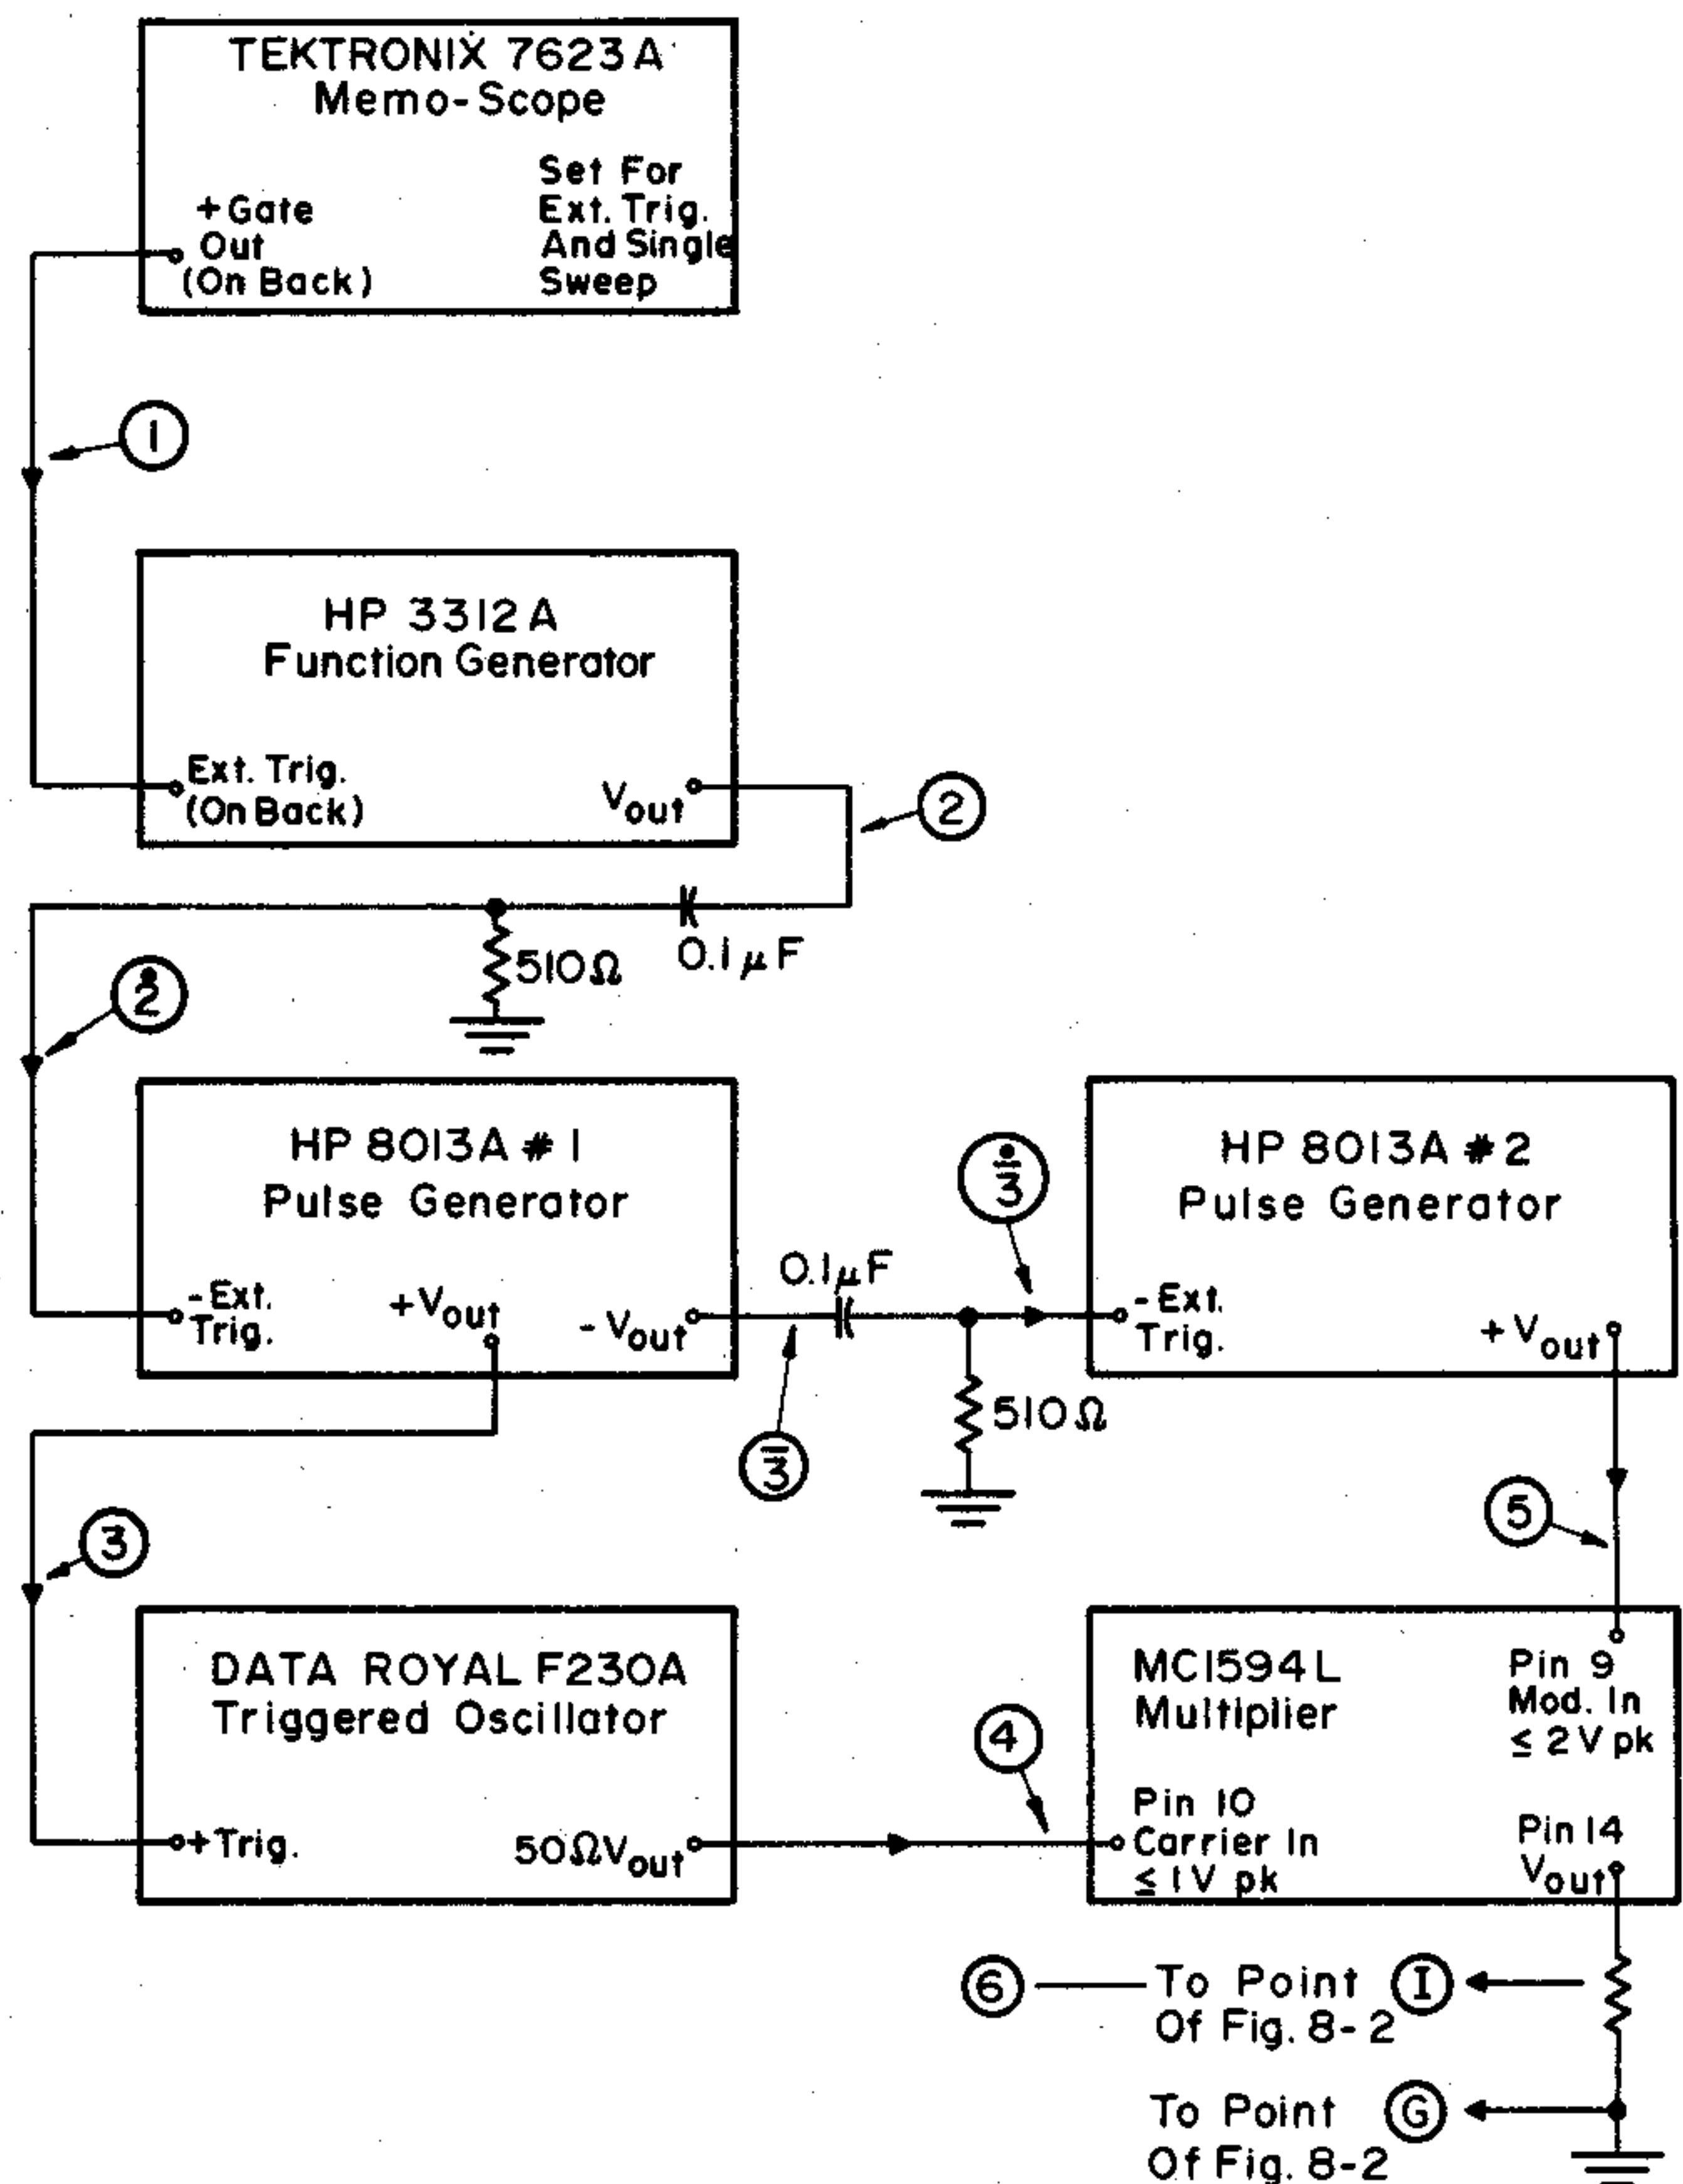 TEKTRONIX 7623A
Memo-Scope
+Gate
Out
(On Back)
Set For
Ext. Trig.
And Single
Sweep
1
HP 3312A
Function Generator
Ext. Trig.
(On Back)
Vout
2
0.1μF
510Ω
2̇
HP 8013A #1
Pulse Generator
-Ext.
Trig.
+Vout
-Vout
0.1μF
3̄̇
510Ω
3̄
HP 8013A #2
Pulse Generator
-Ext.
Trig.
+Vout
3
5
DATA ROYAL F230A
Triggered Oscillator
+Trig.
50ΩVout
4
MC1594L
Multiplier
Pin 9
Mod. In
≤ 2V pk
Pin 10
Carrier In
≤ 1V pk
Pin 14
Vout
6 To Point I
Of Fig. 8-2
To Point G
Of Fig. 8-2